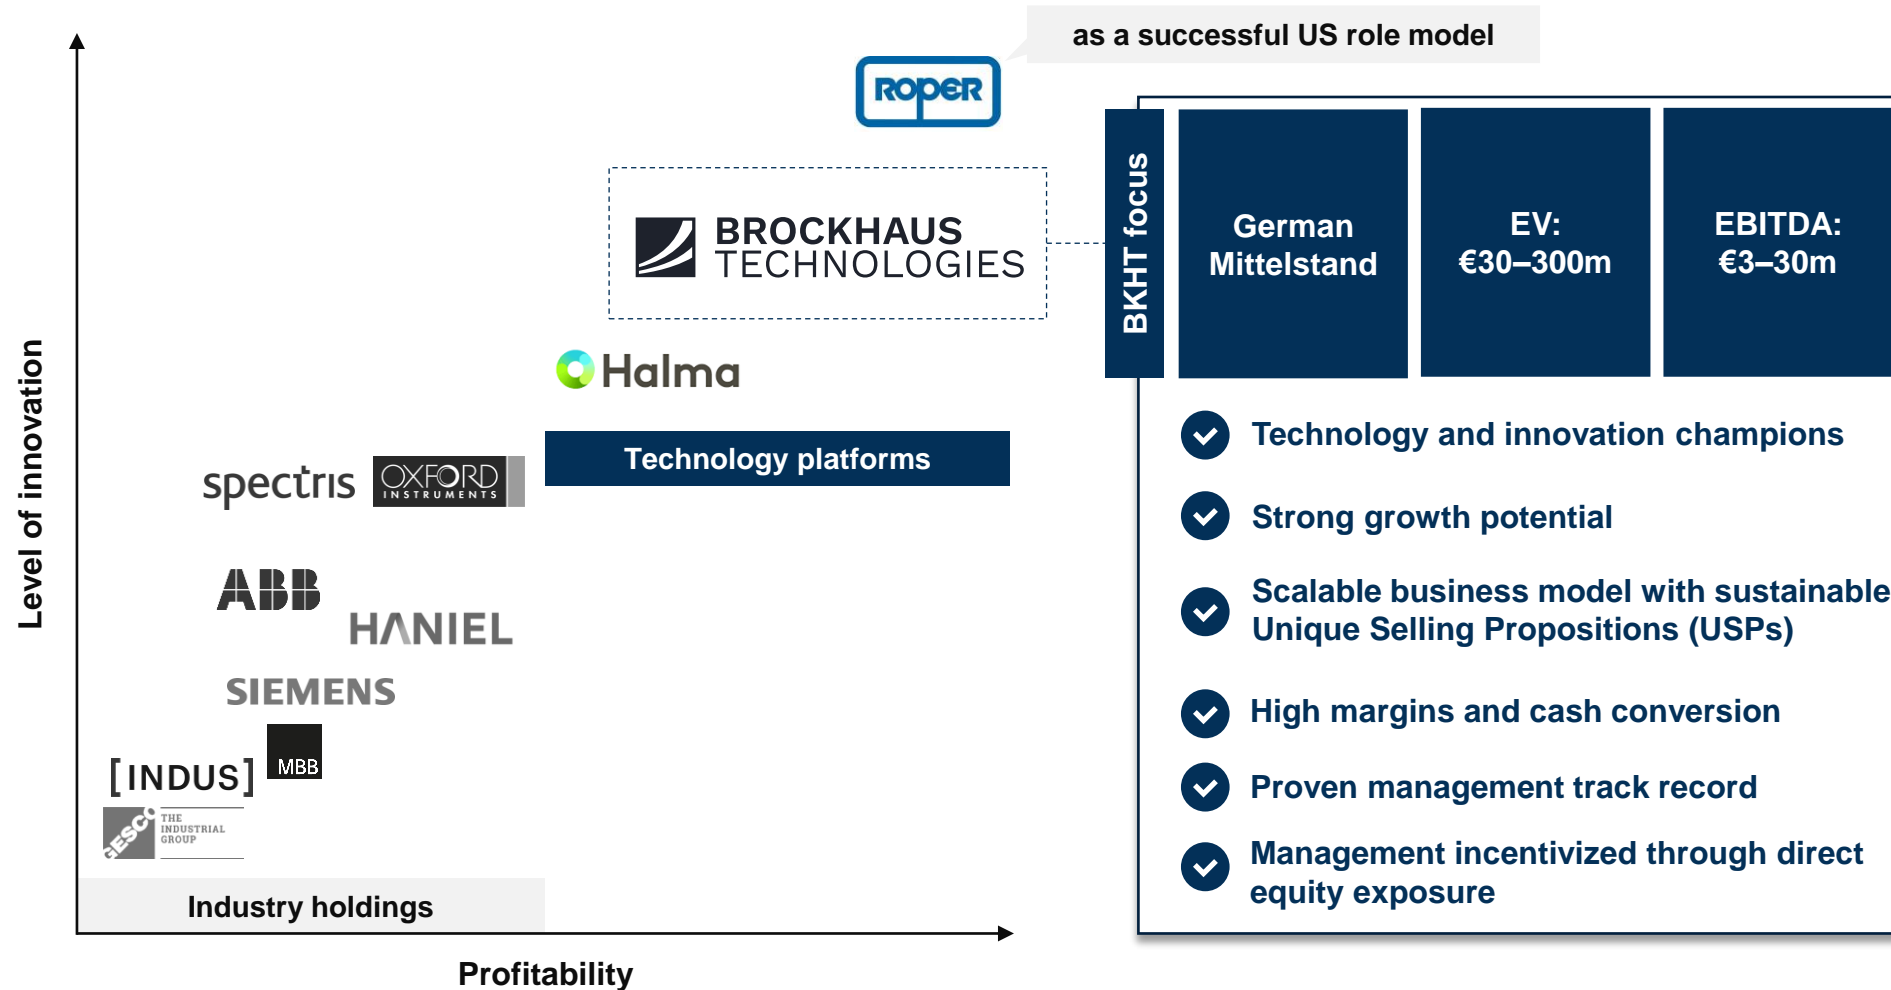 as a successful US role model
ROPER
BROCKHAUS
TECHNOLOGIES
Halma
Technology platforms
spectris
OXFORD
INSTRUMENTS
ABB
HANIEL
SIEMENS
MBB
[INDUS]
GESCO
THE
INDUSTRIAL
GROUP
Industry holdings
Level of innovation
Profitability
BKHT focus
German
Mittelstand
EV:
€30–300m
EBITDA:
€3–30m
Technology and innovation champions
Strong growth potential
Scalable business model with sustainable
Unique Selling Propositions (USPs)
High margins and cash conversion
Proven management track record
Management incentivized through direct
equity exposure